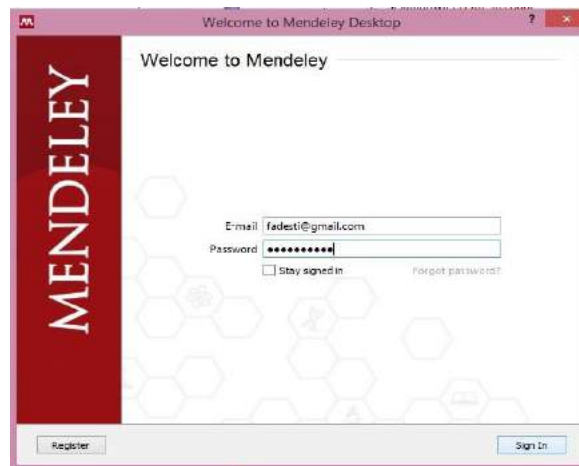 Welcome to Mendeley Desktop
?
Welcome to Mendeley
MENDELEY
E-mail fadesti@gmail.com
Password ●●●●●●●●●●
Stay signed in Forgot password?
Register Sign In